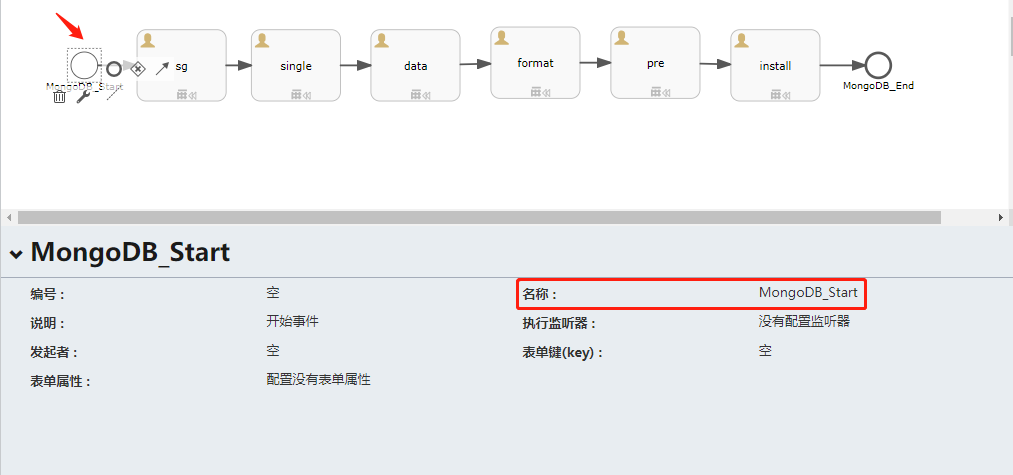 sg
single
data
format
pre
install
MongoDB_Start
MongoDB_End
MongoDB_Start
编号：
空
名称：
MongoDB_Start
说明：
开始事件
执行监听器：
没有配置监听器
发起者：
空
表单键(key)：
空
表单属性：
配置没有表单属性